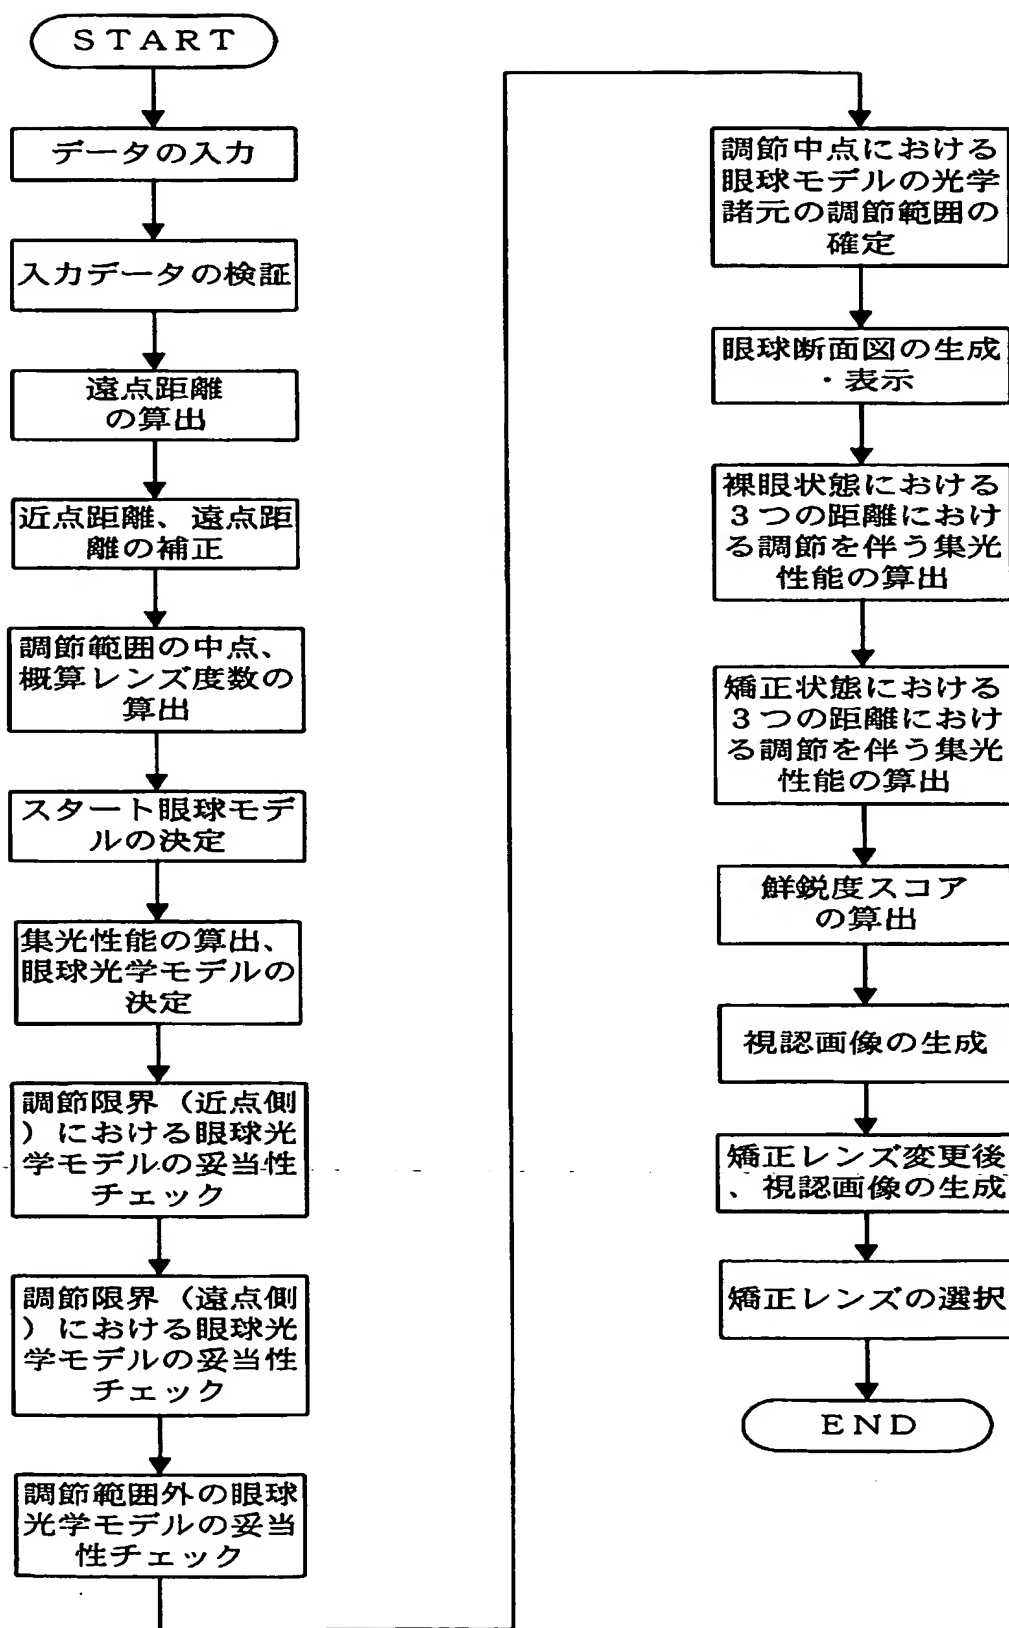 START
データの入力
入力データの検証
遠点距離
の算出
近点距離、遠点距
離の補正
調節範囲の中点、
概算レンズ度数の
算出
スタート眼球モデ
ルの決定
集光性能の算出、
眼球光学モデルの
決定
調節限界（近点側
）における眼球光
学モデルの妥当性
チェック
調節限界（遠点側
）における眼球光
学モデルの妥当性
チェック
調節範囲外の眼球
光学モデルの妥当
性チェック
調節中点における
眼球モデルの光学
諸元の調節範囲の
確定
眼球断面図の生成
・表示
裸眼状態における
３つの距離におけ
る調節を伴う集光
性能の算出
矯正状態における
３つの距離におけ
る調節を伴う集光
性能の算出
鮮鋭度スコア
の算出
視認画像の生成
矯正レンズ変更後
、視認画像の生成
矯正レンズの選択
END